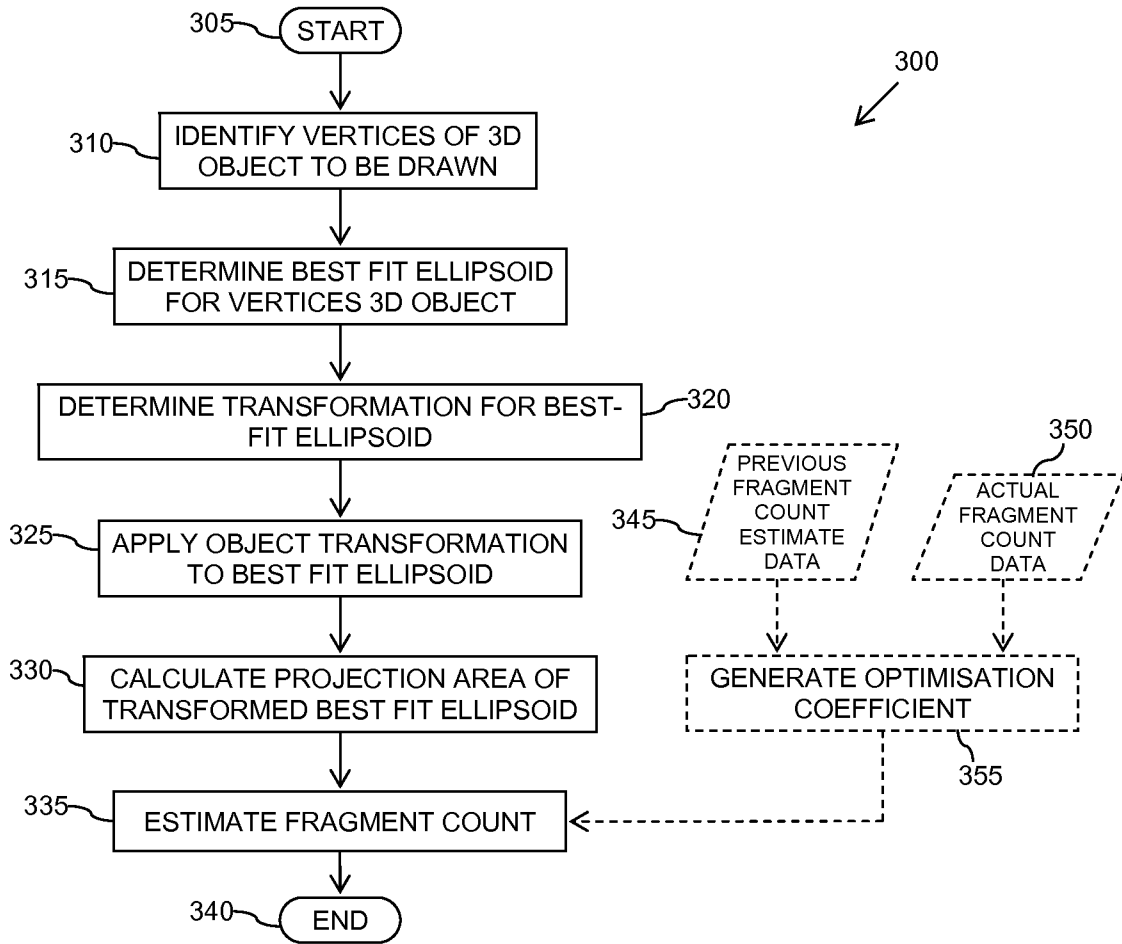 305
START
300
310
IDENTIFY VERTICES OF 3D
OBJECT TO BE DRAWN
315
DETERMINE BEST FIT ELLIPSOID
FOR VERTICES 3D OBJECT
320
DETERMINE TRANSFORMATION FOR BEST-
FIT ELLIPSOID
325
APPLY OBJECT TRANSFORMATION
TO BEST FIT ELLIPSOID
330
CALCULATE PROJECTION AREA OF
TRANSFORMED BEST FIT ELLIPSOID
335
ESTIMATE FRAGMENT COUNT
340
END
345
PREVIOUS
FRAGMENT
COUNT
ESTIMATE
DATA
350
ACTUAL
FRAGMENT
COUNT
DATA
GENERATE OPTIMISATION
COEFFICIENT
355